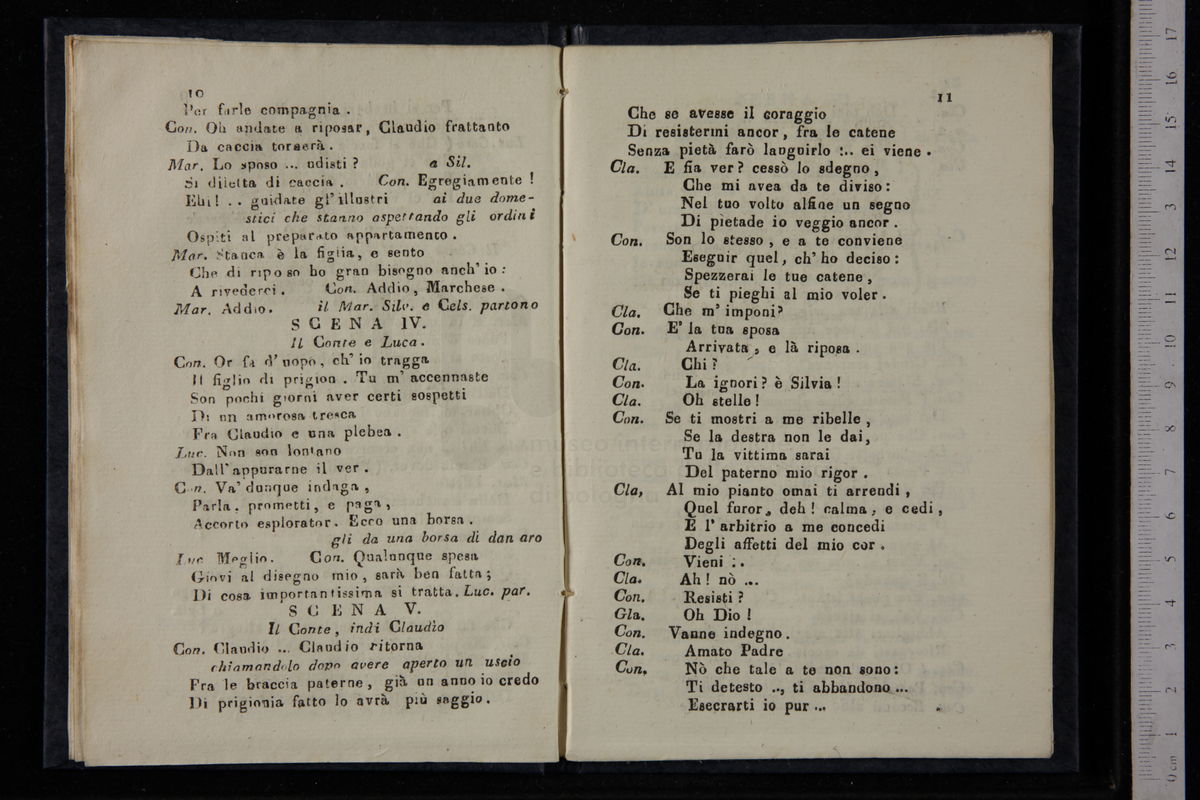 10
Per farle compagnia .
Con. Oh andate a riposar, Claudio frattanto
Da caccia tornerà .
Mar. Lo sposo ... udisti ? a Sil.
Si diletta di caccia . Con. Egregiamente !
Ehi! . . guidate gl' illustri ai due dome-
stici che stanno aspettando gli ordini
Ospiti al preparato appartamento .
Mar. Stanca è la figlia, e sento
Che di riposo ho gran bisogno anch' io :
A rivederci . Con. Addio, Marchese .
Mar. Addio. il Mar. Silv. e Cels. partono
SCENA IV.
Il Conte e Luca.
Con. Or fa d' uopo, ch' io tragga
Il figlio di prigion . Tu m' accennaste
Son pochi giorni aver certi sospetti
Di un amorosa tresca
Fra Claudio e una plebea .
Luc. Non son lontano
Dall' appurarne il ver .
Con. Va' dunque indaga ,
Parla, prometti, e paga ,
Accorto esplorator. Ecco una borsa .
gli da una borsa di danaro
Luc. Meglio. Con. Qualunque spesa
Giovi al disegno mio, sarà ben fatta ;
Di cosa importantissima si tratta. Luc. par.
SCENA V.
Il Conte, indi Claudio
Con. Claudio ... Claudio ritorna
chiamandolo dopo avere aperto un uscio
Fra le braccia paterne, già un anno io credo
Di prigionia fatto lo avrà più saggio .
11
Che se avesse il coraggio
Di resistermi ancor, fra le catene
Senza pietà farò languirlo :.. ei viene .
Cla. E fia ver? cessò lo sdegno ,
Che mi avea da te diviso :
Nel tuo volto alfine un segno
Di pietade io veggio ancor .
Con. Son lo stesso , e a te conviene
Eseguir quel, ch' ho deciso :
Spezzerai le tue catene ,
Se ti pieghi al mio voler .
Cla. Che m' imponi?
Con. E' la tua sposa
Arrivata , e là riposa .
Cla. Chi ?
Con. La ignori? è Silvia !
Cla. Oh stelle !
Con. Se ti mostri a me ribelle ,
Se la destra non le dai,
Tu la vittima sarai
Del paterno mio rigor .
Cla, Al mio pianto omai ti arrendi ,
Quel furor, deh ! calma, e cedi ,
E l' arbitrio a me concedi
Degli affetti del mio cor .
Con. Vieni :.
Cla. Ah ! nò ...
Con. Resisti ?
Gla. Oh Dio !
Con. Vanne indegno .
Cla. Amato Padre
Con. Nò che tale a te non sono :
Ti detesto .., ti abbandono ...
Esecrarti io pur ...